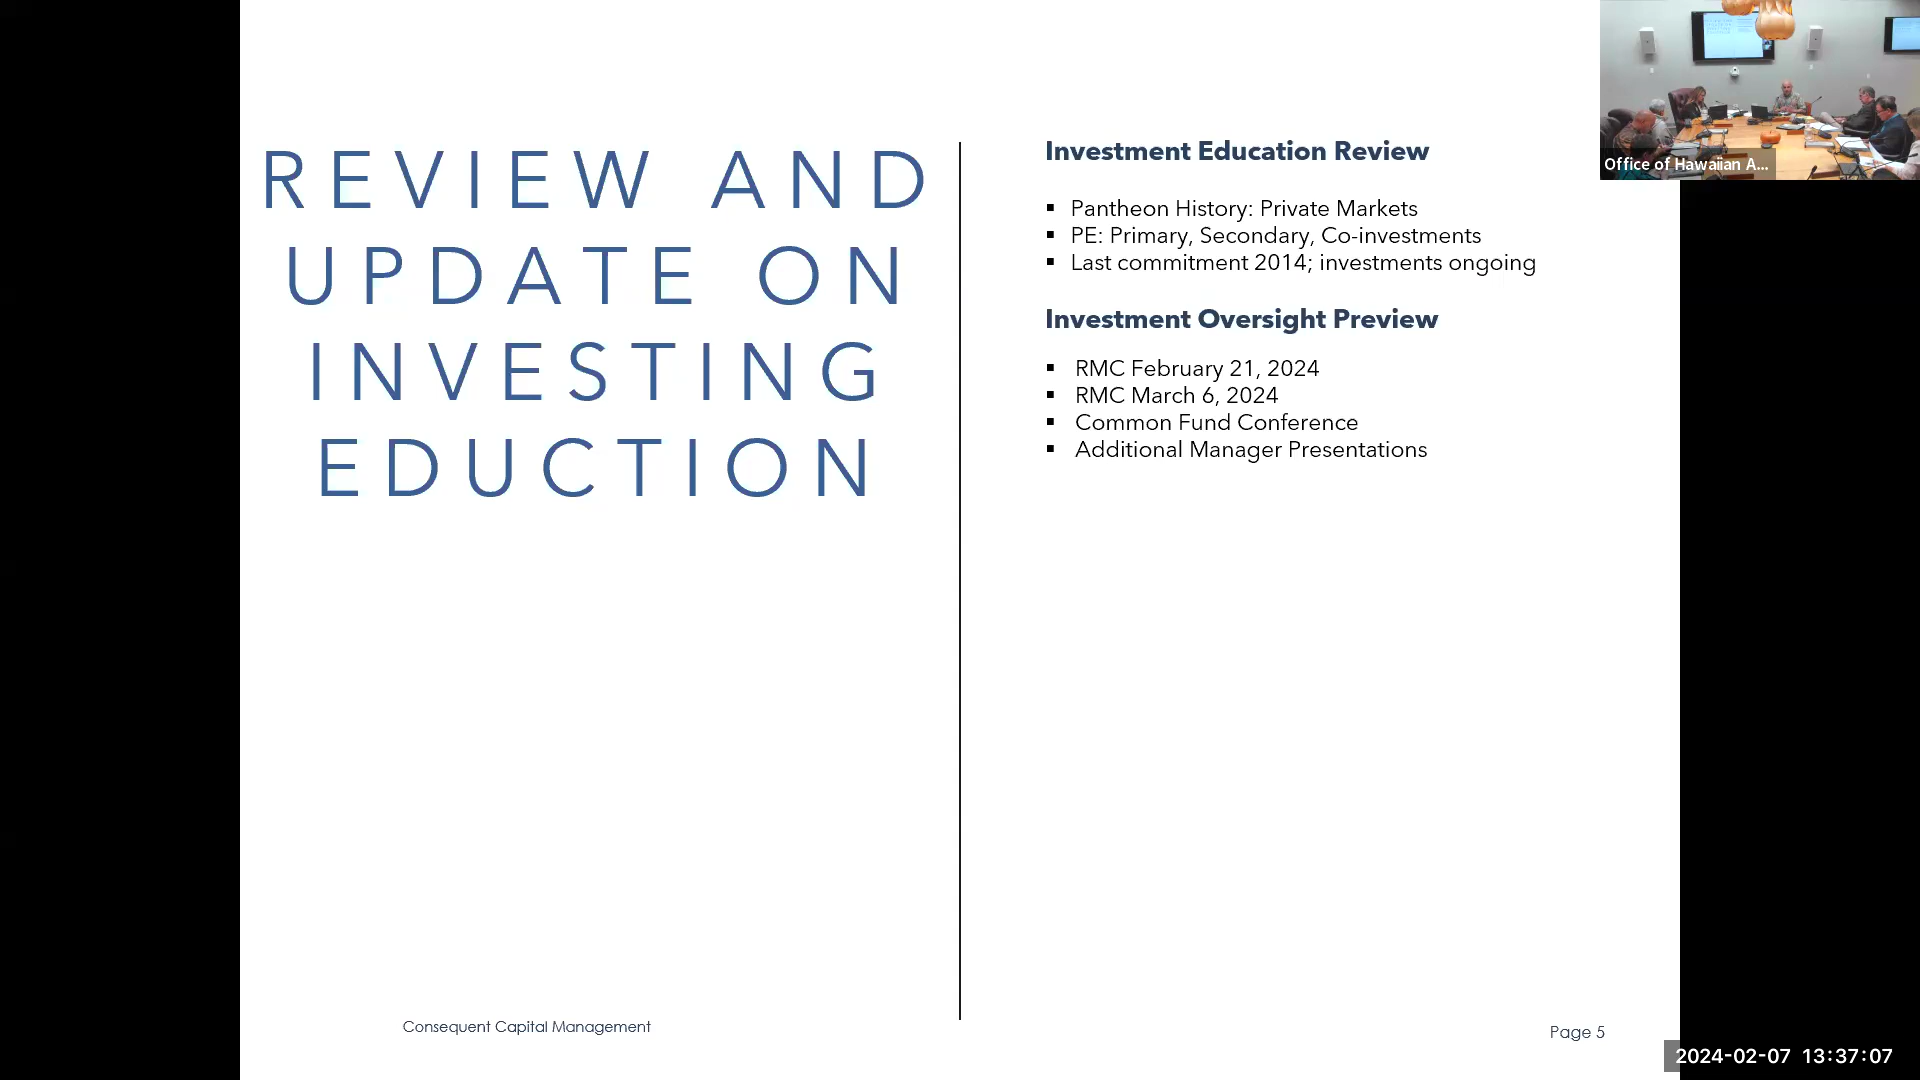 REVIEW AND
UPDATE ON
INVESTING
EDUCTION
Investment Education Review
▪ Pantheon History: Private Markets
▪ PE: Primary, Secondary, Co-investments
▪ Last commitment 2014; investments ongoing
Investment Oversight Preview
▪ RMC February 21, 2024
▪ RMC March 6, 2024
▪ Common Fund Conference
▪ Additional Manager Presentations
Consequent Capital Management
Page 5
Office of Hawaiian A...
2024-02-07 13:37:07